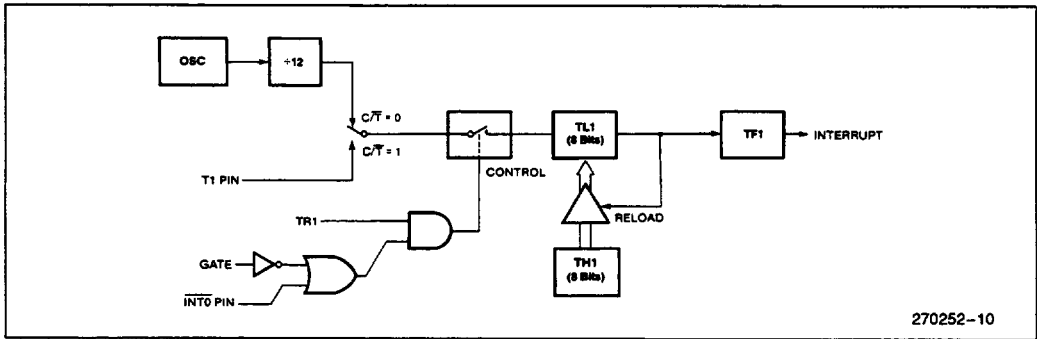 OSC
÷12
C/T̅ = 0
C/T̅ = 1
T1 PIN
CONTROL
TL1
(8 Bits)
TF1
INTERRUPT
TR1
RELOAD
GATE
I̅N̅T̅0̅ PIN
TH1
(8 Bits)
270252–10